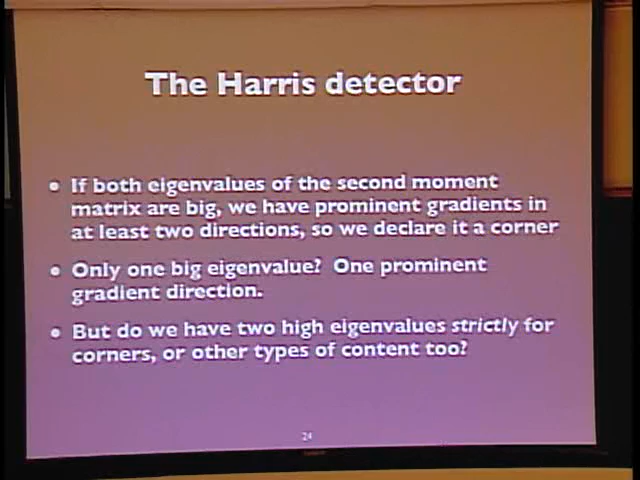 The Harris detector
If both eigenvalues of the second moment
matrix are big, we have prominent gradients in
at least two directions, so we declare it a corner
Only one big eigenvalue? One prominent
gradient direction.
But do we have two high eigenvalues strictly for
corners, or other types of content too?
24